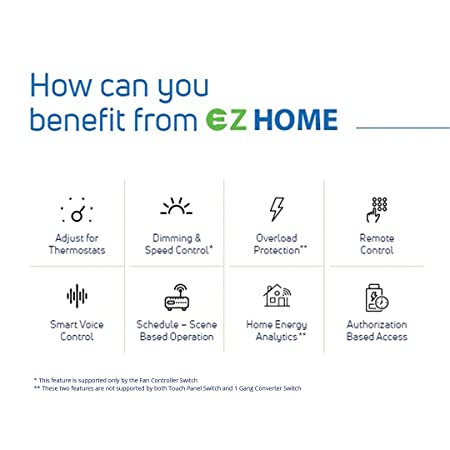 How can you
benefit from EZ HOME
Adjust for
Thermostats
Dimming &
Speed Control*
Overload
Protection**
Remote
Control
Smart Voice
Control
Schedule – Scene
Based Operation
Home Energy
Analytics**
Authorization
Based Access
* This feature is supported only by the Fan Controller Switch
** These two features are not supported by both Touch Panel Switch and 1 Gang Converter Switch